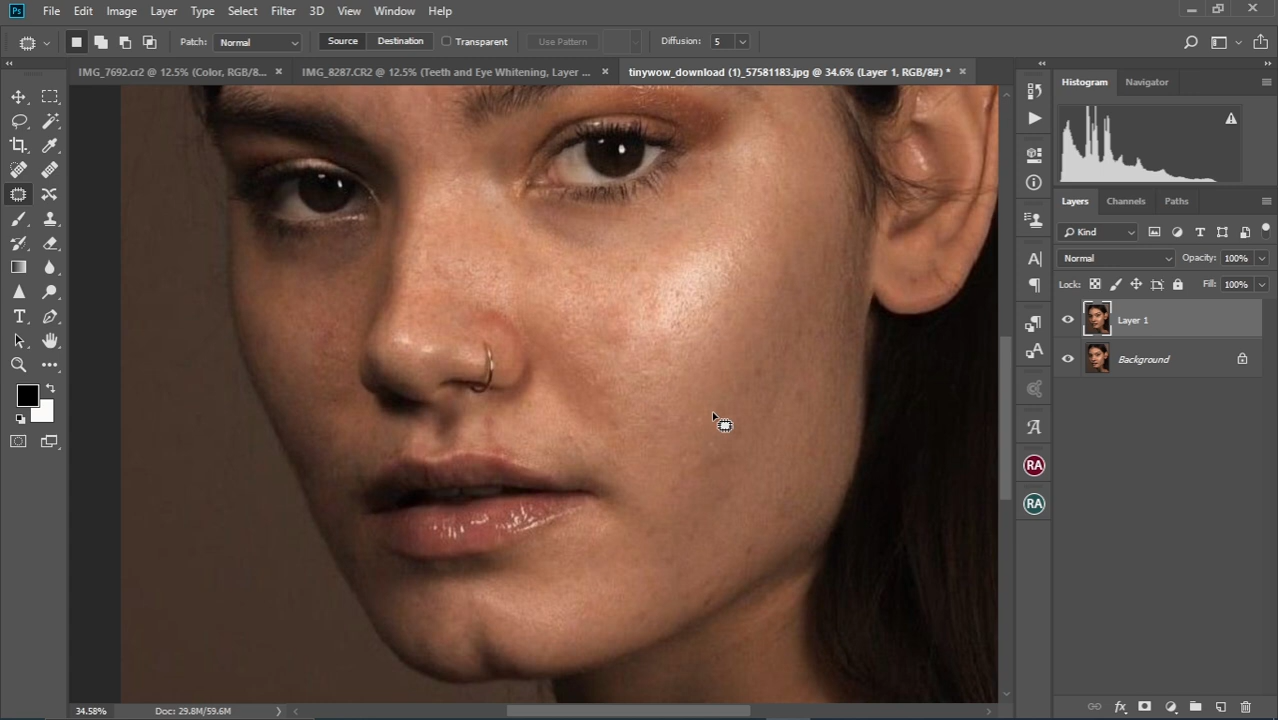 Ps File Edit Image Layer Type Select Filter 3D View Window Help
Patch: Normal Source Destination Transparent Use Pattern Diffusion: 5
IMG_7692.cr2 @ 12.5% (Color, RGB/8... × IMG_8287.CR2 @ 12.5% (Teeth and Eye Whitening, Layer ... × tinywow_download (1)_57581183.jpg @ 34.6% (Layer 1, RGB/8#) * ×
Histogram Navigator
Layers Channels Paths
Kind
Normal Opacity: 100%
Lock: Fill: 100%
Layer 1
Background
RA
RA
34.58% Doc: 29.8M/59.6M